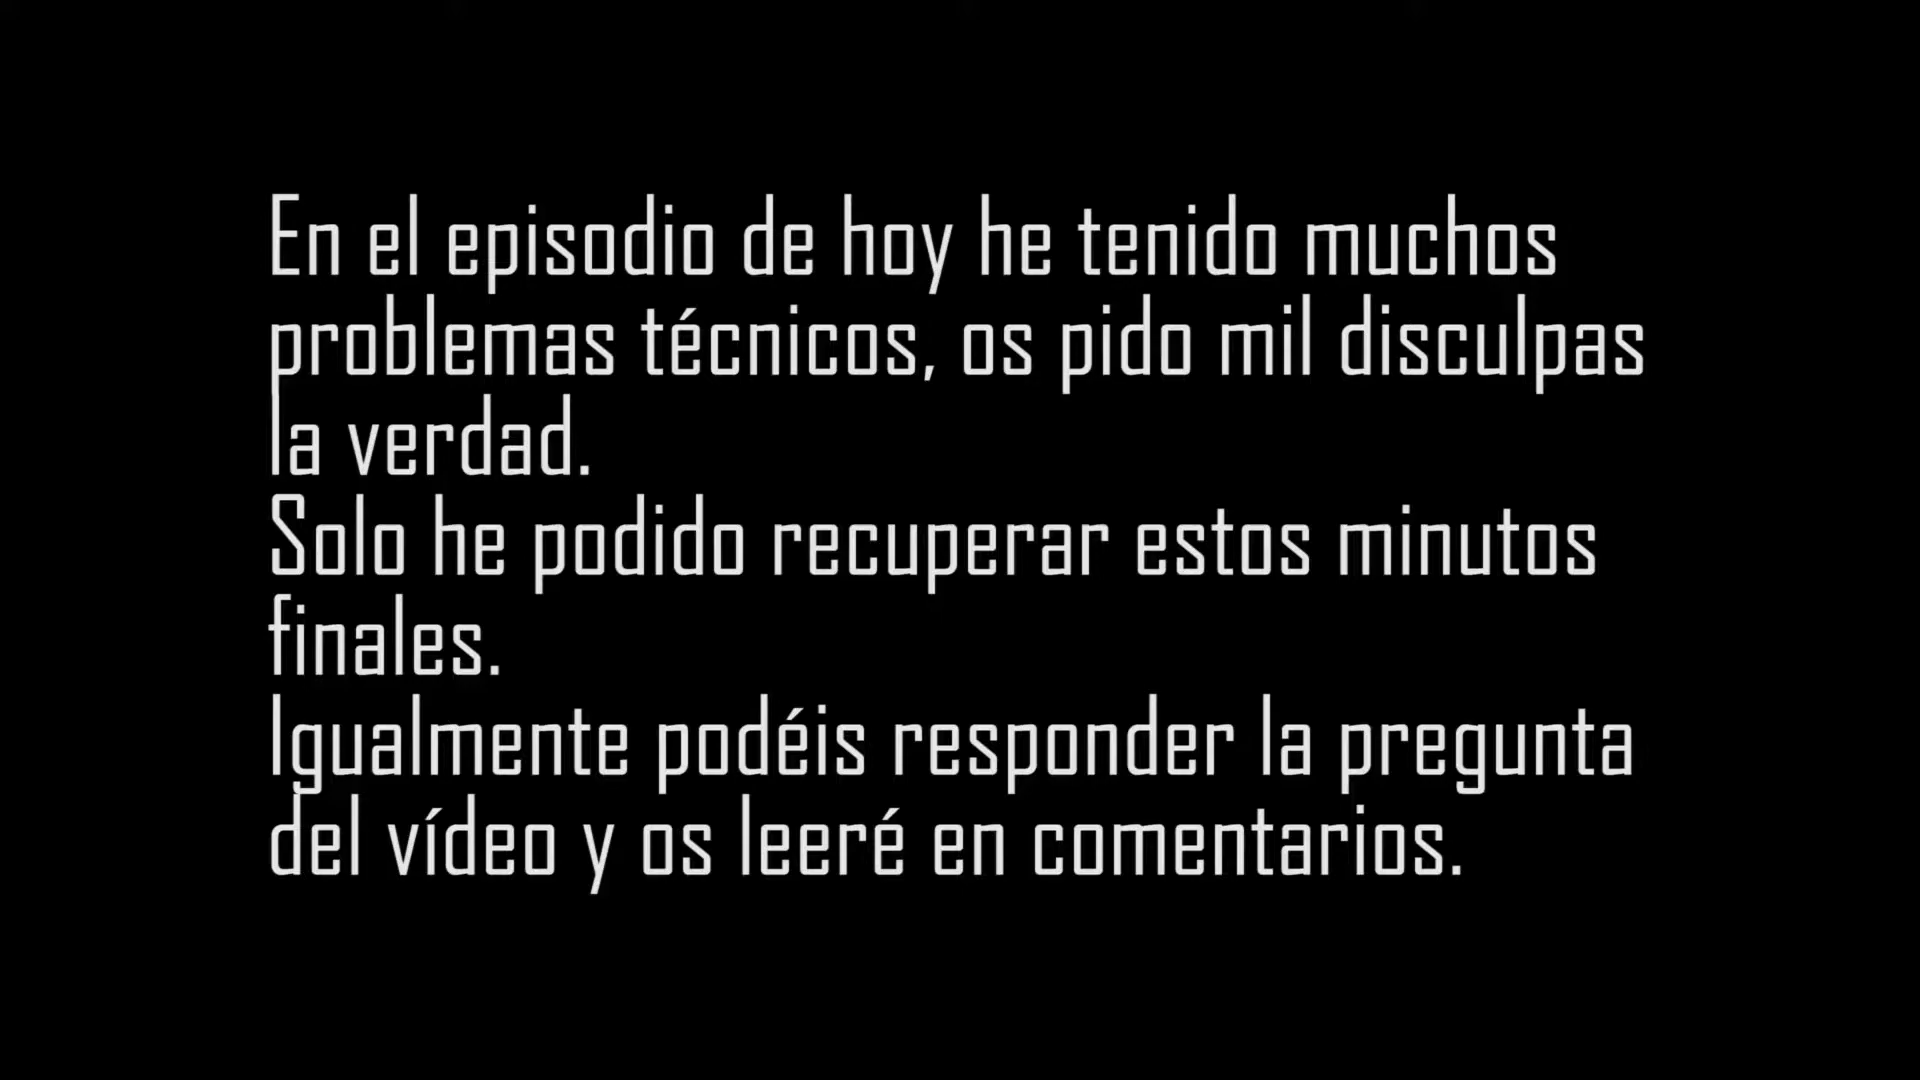 En el episodio de hoy he tenido muchos
problemas técnicos, os pido mil disculpas
la verdad.
Solo he podido recuperar estos minutos
finales.
Igualmente podéis responder la pregunta
del vídeo y os leeré en comentarios.